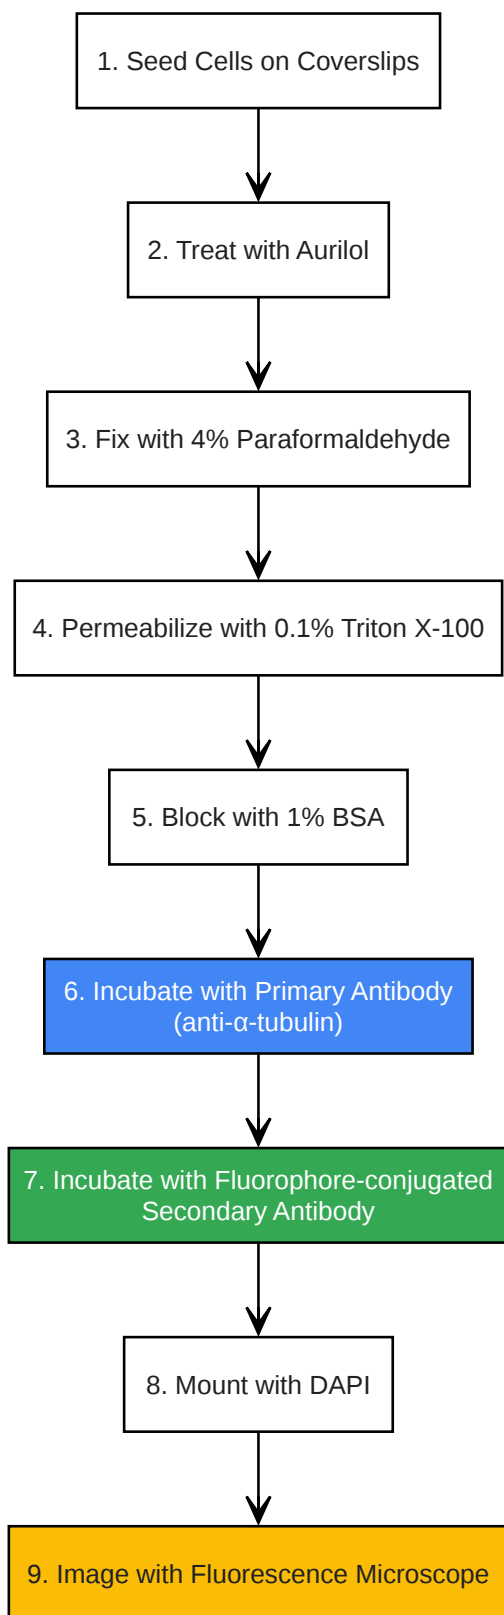 1. Seed Cells on Coverslips
2. Treat with Aurilol
3. Fix with 4% Paraformaldehyde
4. Permeabilize with 0.1% Triton X-100
5. Block with 1% BSA
6. Incubate with Primary Antibody
(anti-α-tubulin)
7. Incubate with Fluorophore-conjugated
Secondary Antibody
8. Mount with DAPI
9. Image with Fluorescence Microscope